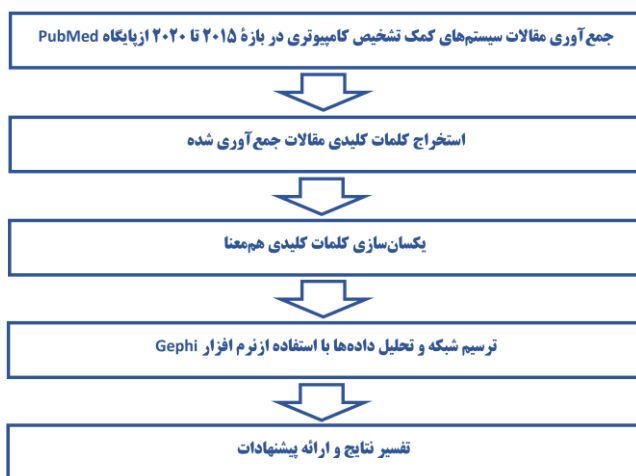 جمع‌آوری مقالات سیستم‌های کمک تشخیص کامپیوتری در بازهٔ ۲۰۱۵ تا ۲۰۲۰ ازپایگاه PubMed
استخراج کلمات کلیدی مقالات جمع‌آوری شده
یکسان‌سازی کلمات کلیدی هم‌معنا
ترسیم شبکه و تحلیل داده‌ها با استفاده ازنرم افزار Gephi
تفسیر نتایج و ارائه پیشنهادات